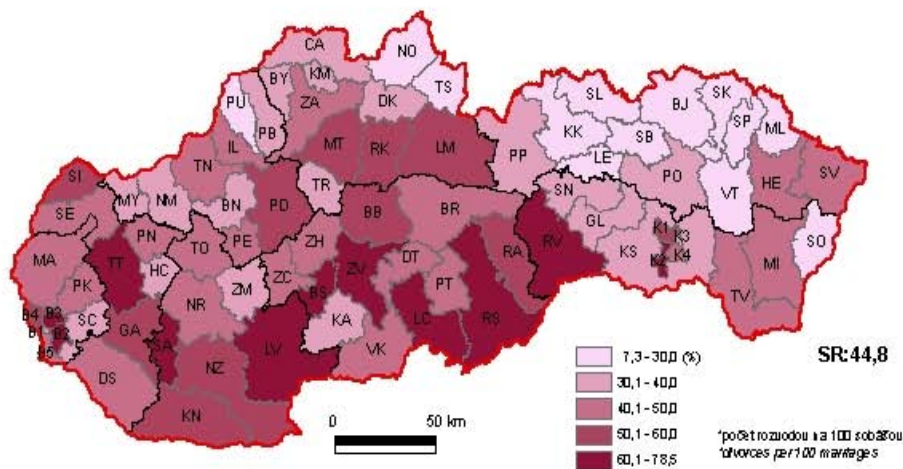 CA
NO
BY
KM
TS
PU
ZA
DK
SL
SK
BJ
PB
SP
ML
KK
SB
IL
MT
RK
LM
PP
LE
TN
PO
VT
HE
SV
SI
TR
SN
MY
NM
BN
PD
BB
BR
GL
SE
SO
PN
TO
PE
ZH
RA
RV
KS
K1
K3
K2
K4
MA
TT
HC
ZC
ZV
DT
MI
PK
NR
ZM
BS
PT
TV
B4
B3
SC
GA
SA
KA
LC
RS
B1
B2
LV
VK
B5
DS
NZ
KN
0 50 km
7,3 - 30,0 (%)
30,1 - 40,0
40,1 - 50,0
50,1 - 60,0
60,1 - 78,5
SR:44,8
*počet rozvodov na 100 sobášov
*divorces per 100 marriages